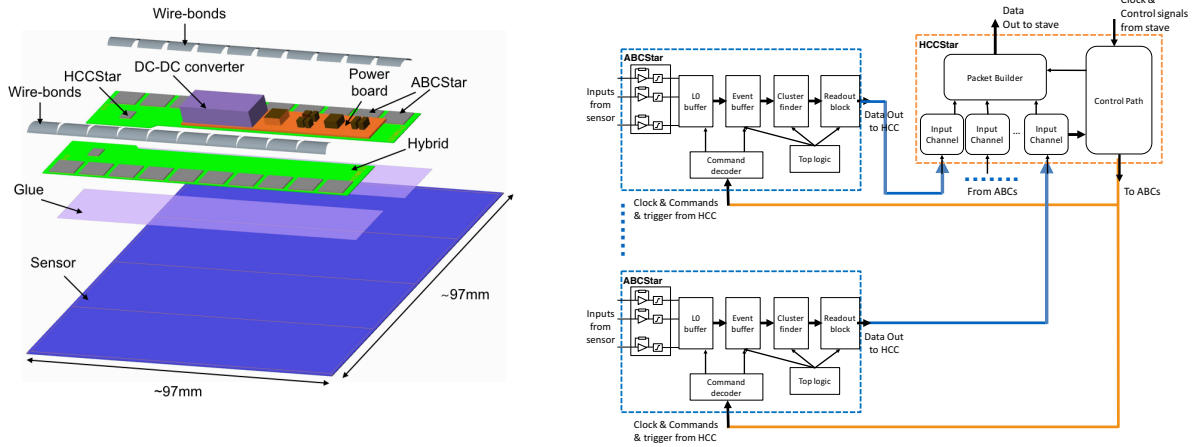 Wire-bonds
HCCStar
DC-DC converter
Power
board
ABCStar
Wire-bonds
Hybrid
Glue
Sensor
~97mm
~97mm
Data
Out to stave
Clock &
Control signals
from stave
HCCStar
Packet Builder
Control Path
Input
Channel
Input
Channel
...
Input
Channel
From ABCs
To ABCs
ABCStar
Inputs
from
sensor
L0
buffer
Event
buffer
Cluster
finder
Readout
block
Data Out
to HCC
Command
decoder
Top logic
Clock & Commands
& trigger from HCC
ABCStar
Inputs
from
sensor
L0
buffer
Event
buffer
Cluster
finder
Readout
block
Data Out
to HCC
Command
decoder
Top logic
Clock & Commands
& trigger from HCC